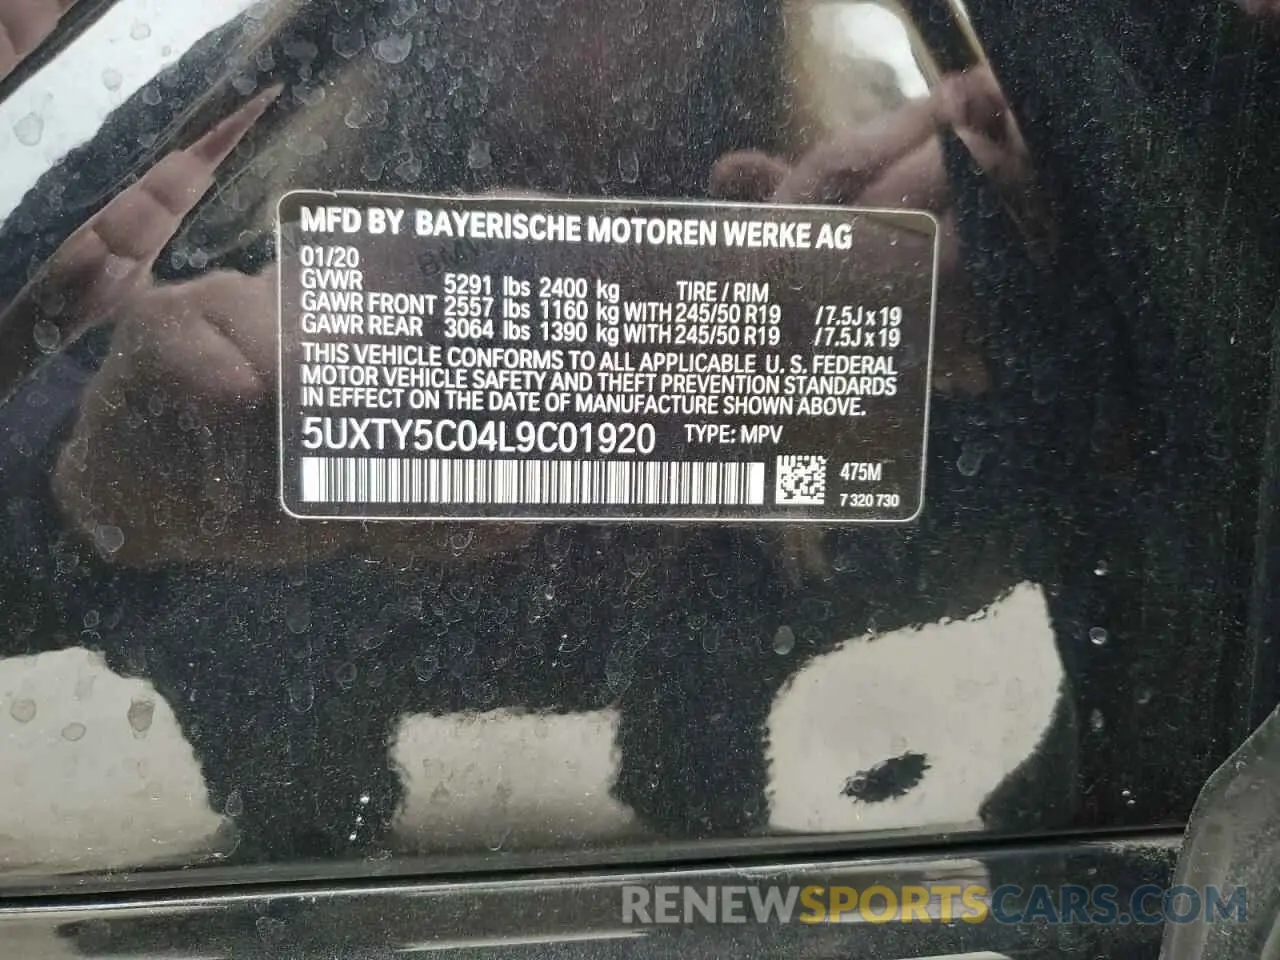 MFD BY BAYERISCHE MOTOREN WERKE AG
01/20
GVWR 5291 lbs 2400 kg TIRE / RIM
GAWR FRONT 2557 lbs 1160 kg WITH 245/50 R19 / 7.5J x 19
GAWR REAR 3064 lbs 1390 kg WITH 245/50 R19 / 7.5J x 19
THIS VEHICLE CONFORMS TO ALL APPLICABLE U. S. FEDERAL
MOTOR VEHICLE SAFETY AND THEFT PREVENTION STANDARDS
IN EFFECT ON THE DATE OF MANUFACTURE SHOWN ABOVE.
5UXTY5C04L9C01920 TYPE: MPV
475M
7 320 730
RENEWSPORTSCARS.COM